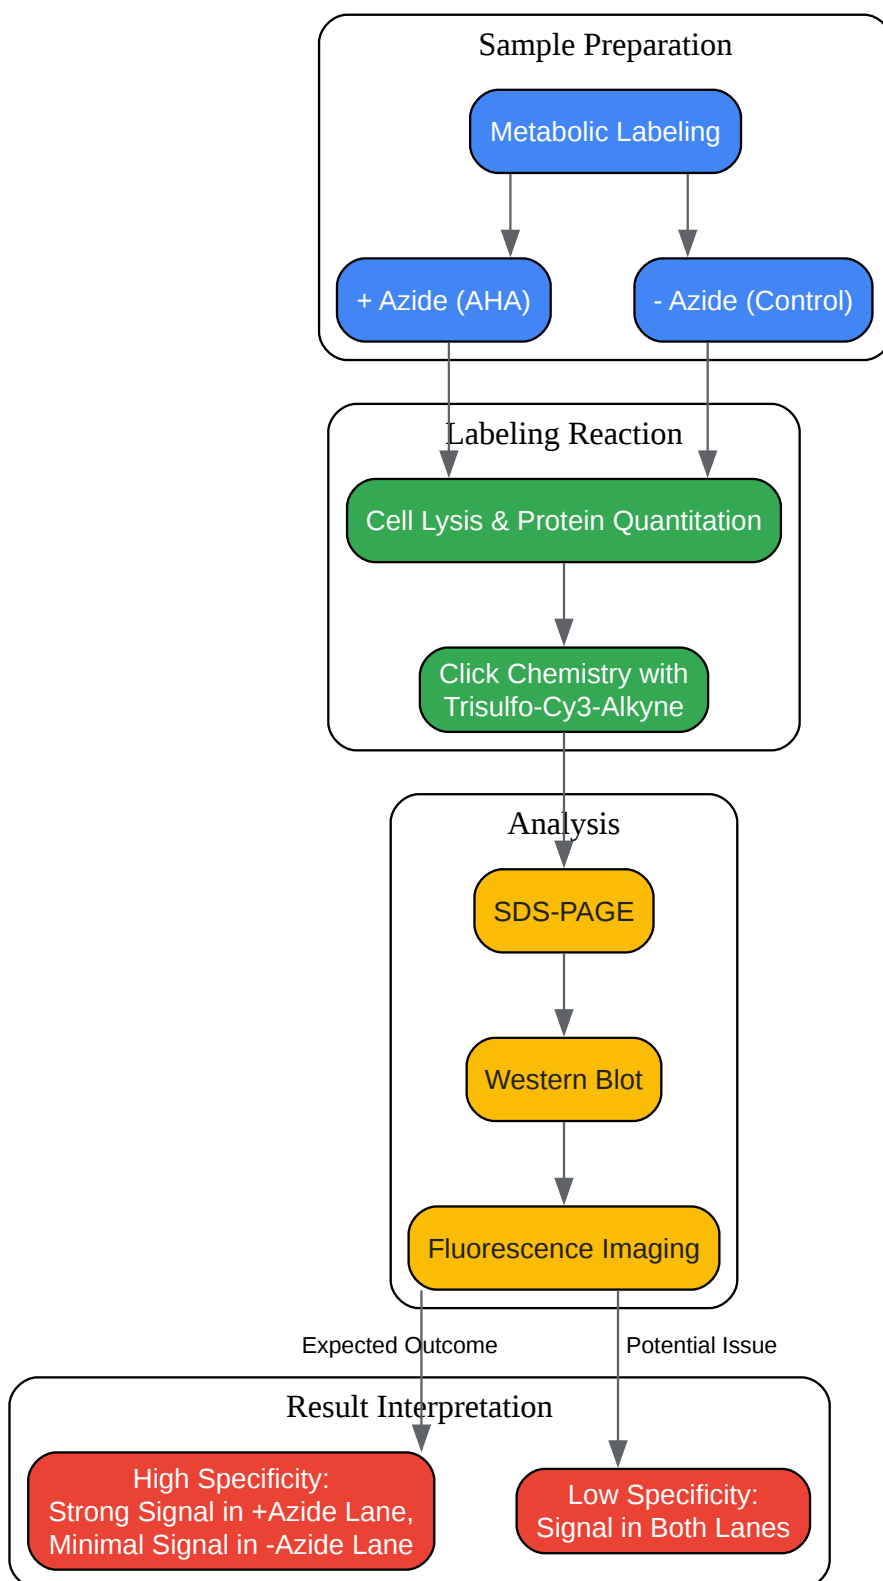 Sample Preparation
Metabolic Labeling
+ Azide (AHA)
- Azide (Control)
Labeling Reaction
Cell Lysis & Protein Quantitation
Click Chemistry with
Trisulfo-Cy3-Alkyne
Analysis
SDS-PAGE
Western Blot
Fluorescence Imaging
Expected Outcome
Potential Issue
Result Interpretation
High Specificity:
Strong Signal in +Azide Lane,
Minimal Signal in -Azide Lane
Low Specificity:
Signal in Both Lanes